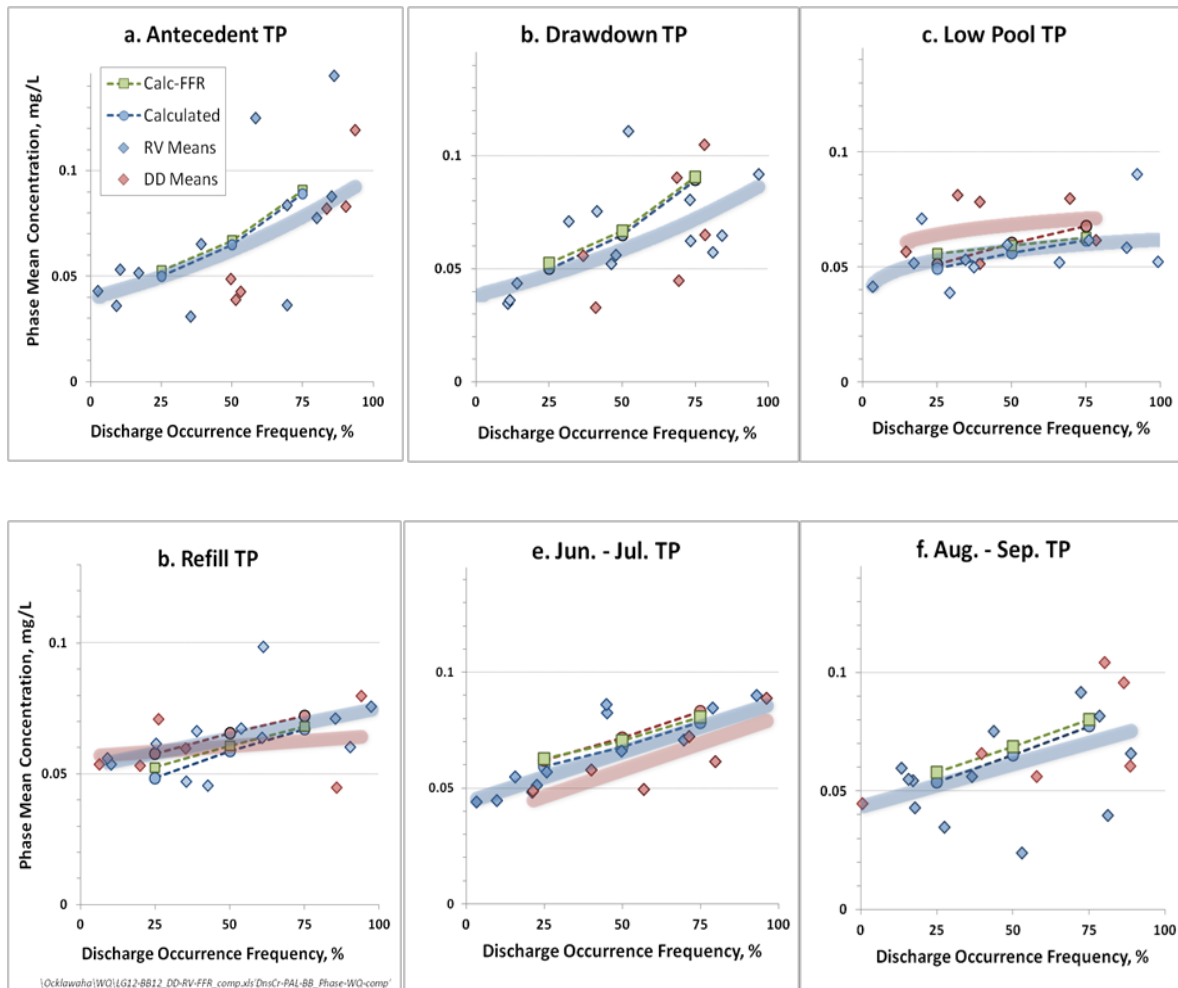 a. Antecedent TP
Phase Mean Concentration, mg/L
0.1
0.05
0
Calc-FFR
Calculated
RV Means
DD Means
0 25 50 75 100
Discharge Occurrence Frequency, %
b. Drawdown TP
0.1
0.05
0
0 25 50 75 100
Discharge Occurrence Frequency, %
c. Low Pool TP
0.1
0.05
0
0 25 50 75 100
Discharge Occurrence Frequency, %
b. Refill TP
Phase Mean Concentration, mg/L
0.1
0.05
0
0 25 50 75 100
Discharge Occurrence Frequency, %
\Ocklawaha\WQ\LG12-BB12_DD-RV-FFR_comp.xls'DnsCr-PAL-BB_Phase-WQ-comp'
e. Jun. - Jul. TP
0.1
0.05
0
0 25 50 75 100
Discharge Occurrence Frequency, %
f. Aug. - Sep. TP
0.1
0.05
0
0 25 50 75 100
Discharge Occurrence Frequency, %